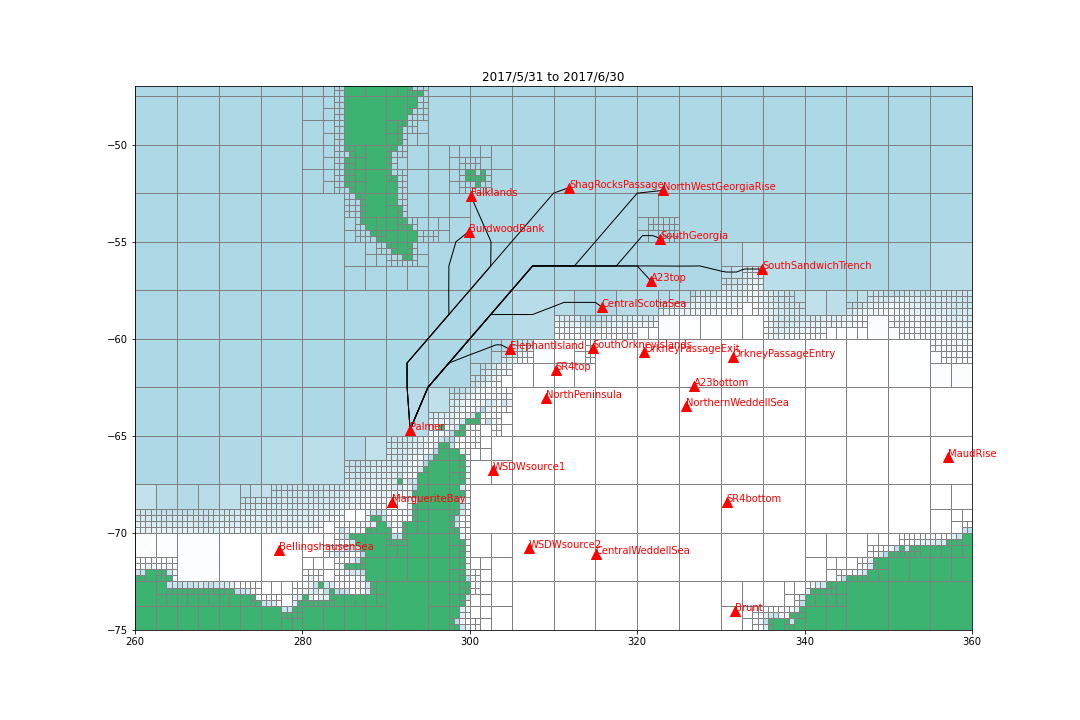 2017/5/31 to 2017/6/30
−50
−55
−60
−65
−70
−75
260
280
300
320
340
360
Falklands
ShagRocksPassage
NorthWestGeorgiaRise
BurdwoodBank
SouthGeorgia
SouthSandwichTrench
A23top
CentralScotiaSea
ElephantIsland
SouthOrkneyIslands
OrkneyPassageExit
OrkneyPassageEntry
SR4top
A23bottom
NorthPeninsula
NorthernWeddellSea
Palmer
MaudRise
WSDWsource1
MargueriteBay
SR4bottom
BellingshausenSea
WSDWsource2
CentralWeddellSea
Brunt